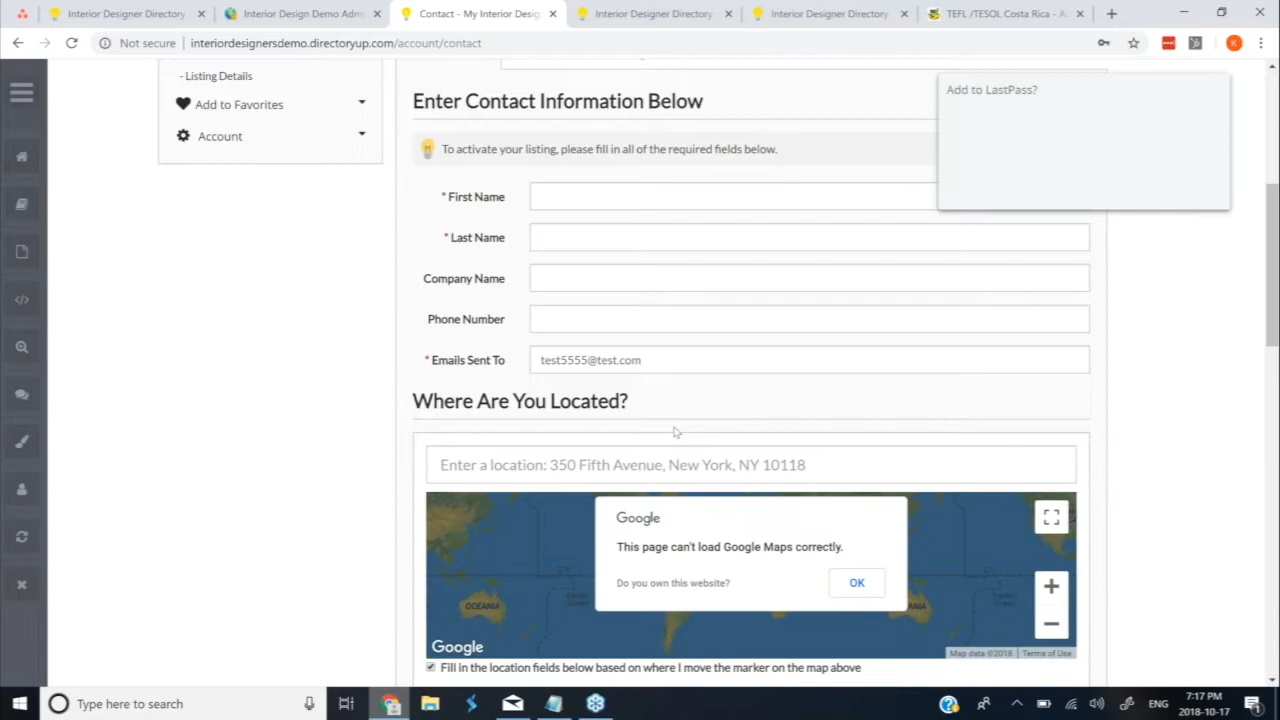 Interior Designer Directory
Interior Design Demo Adm
Contact - My Interior Desig
Interior Designer Directory
Interior Designer Directory
TEFL /TESOL Costa Rica - A
Not secure | interiordesignersdemo.directoryup.com/account/contact
K
- Listing Details
Add to Favorites
Account
Add to LastPass?
Enter Contact Information Below
To activate your listing, please fill in all of the required fields below.
* First Name
* Last Name
Company Name
Phone Number
* Emails Sent To
test5555@test.com
Where Are You Located?
Enter a location: 350 Fifth Avenue, New York, NY 10118
Google
This page can't load Google Maps correctly.
Do you own this website?
OK
OCEANIA
Google
Map data ©2018
Terms of Use
Fill in the location fields below based on where I move the marker on the map above
Type here to search
ENG
7:17 PM
2018-10-17